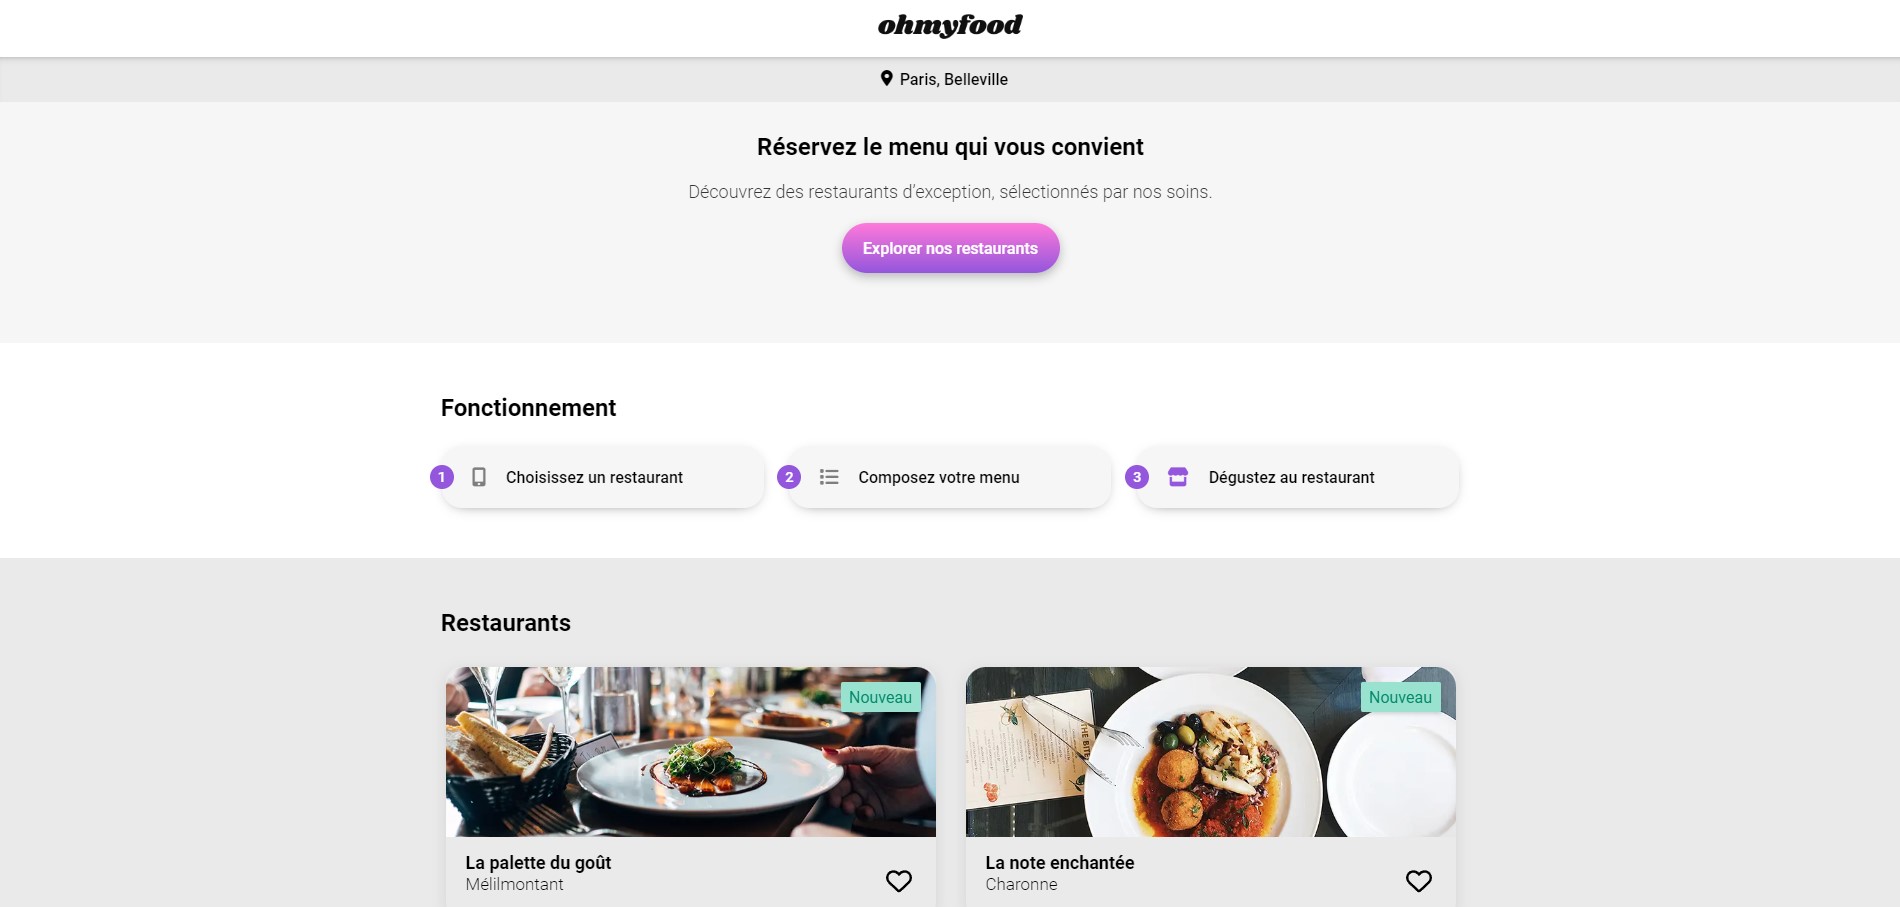 ohmyfood
Paris, Belleville
Réservez le menu qui vous convient
Découvrez des restaurants d’exception, sélectionnés par nos soins.
Explorer nos restaurants
Fonctionnement
1 Choisissez un restaurant
2 Composez votre menu
3 Dégustez au restaurant
Restaurants
Nouveau
THE BITE
Nouveau
La palette du goût
Mélilmontant
La note enchantée
Charonne